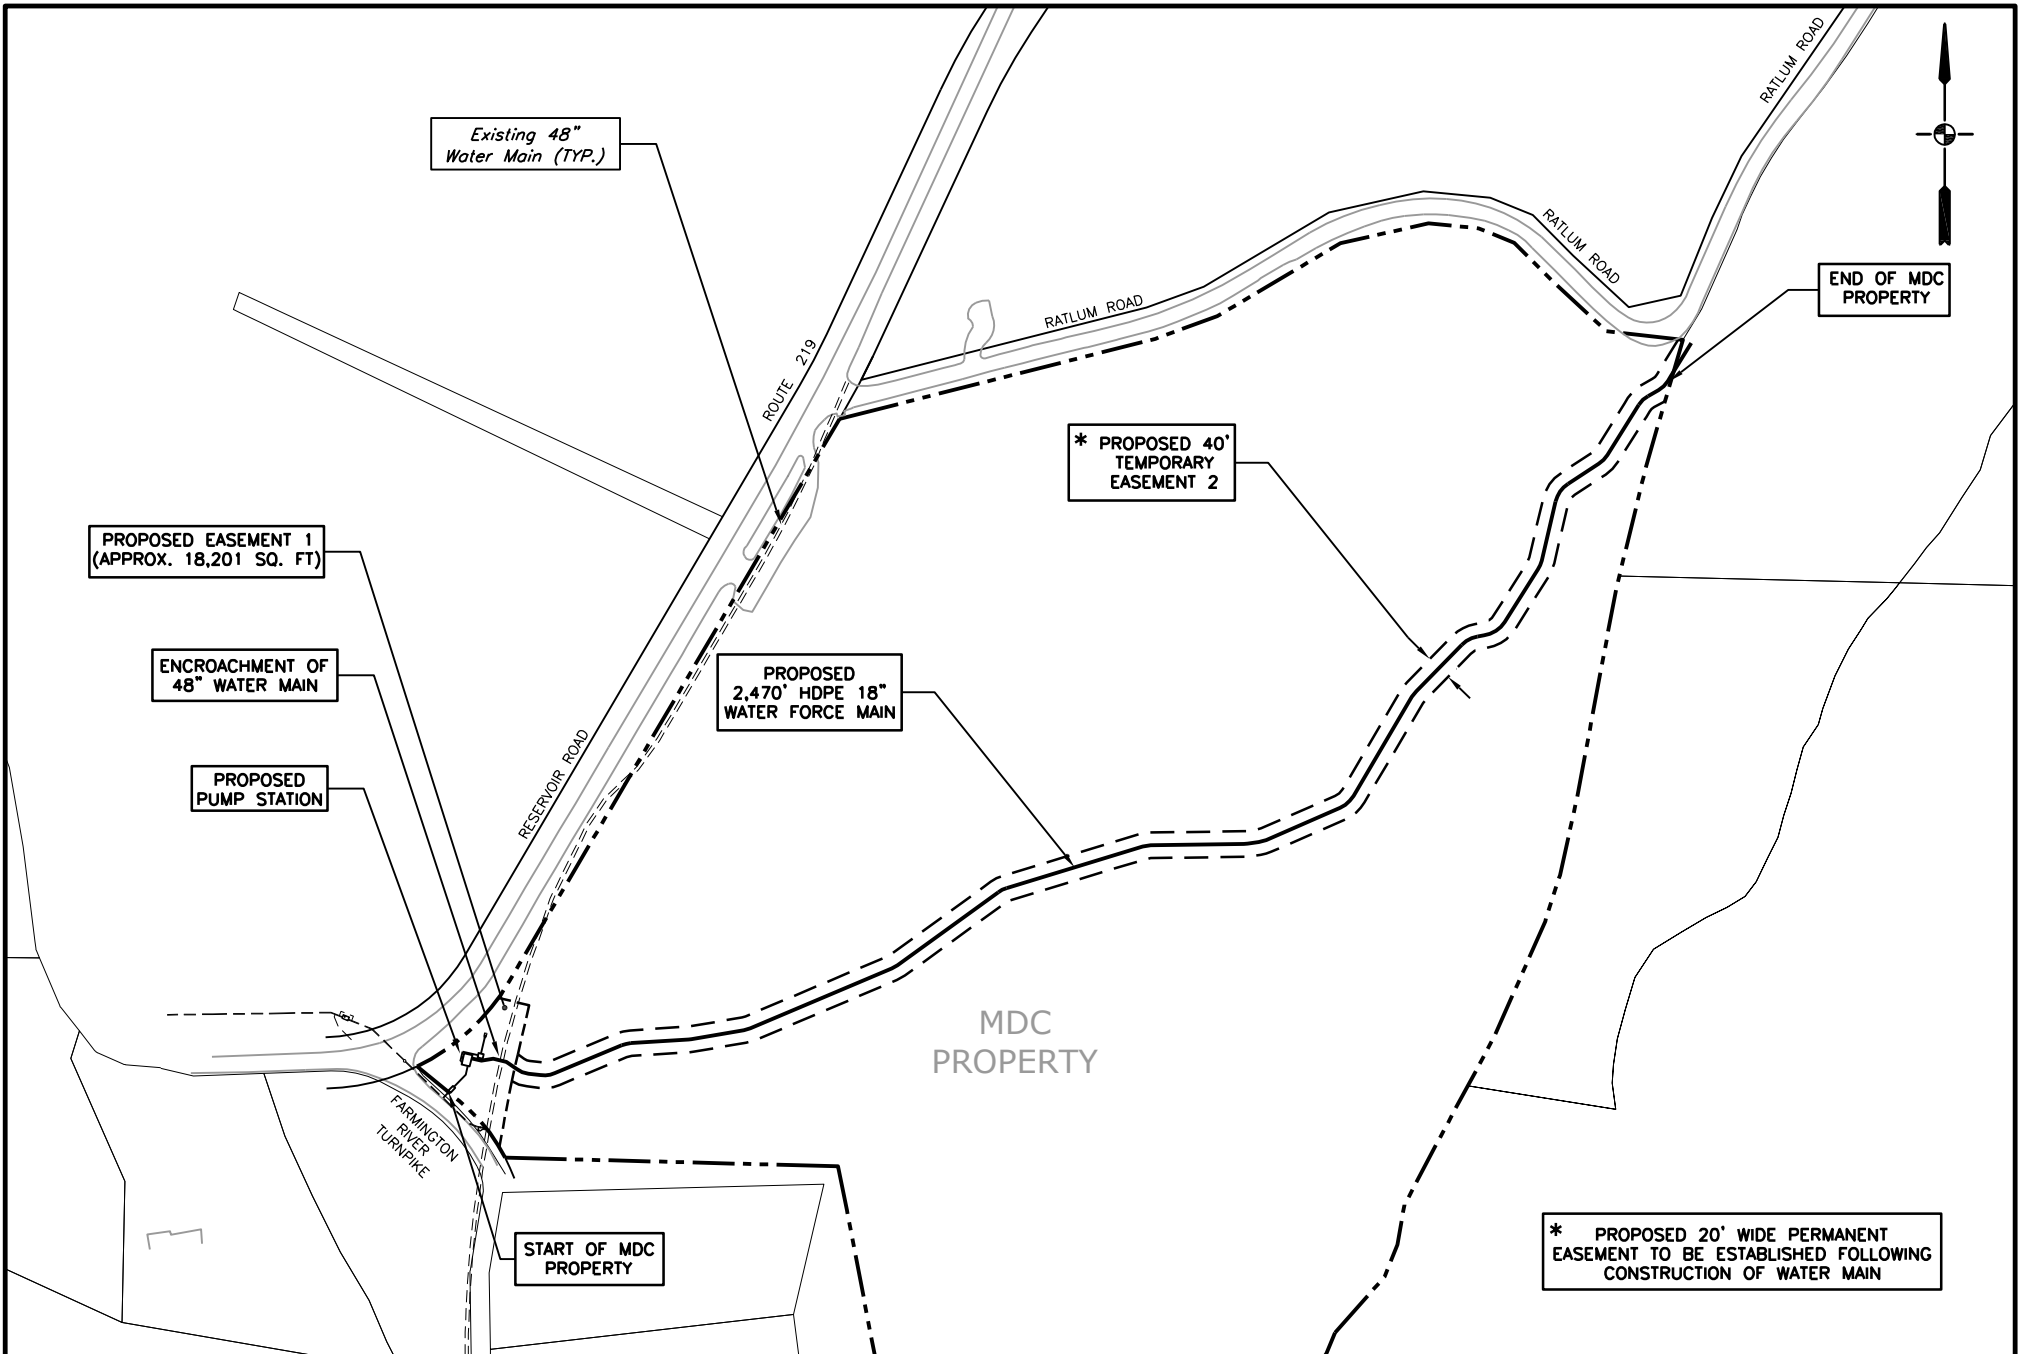 RATLUM ROAD
Existing 48"
Water Main (TYP.)
RATLUM ROAD
END OF MDC
PROPERTY
RATLUM ROAD
ROUTE 219
* PROPOSED 40'
TEMPORARY
EASEMENT 2
PROPOSED EASEMENT 1
(APPROX. 18,201 SQ. FT)
ENCROACHMENT OF
48" WATER MAIN
PROPOSED
2,470' HDPE 18"
WATER FORCE MAIN
RESERVOIR ROAD
PROPOSED
PUMP STATION
MDC
PROPERTY
FARMINGTON
RIVER
TURNPIKE
START OF MDC
PROPERTY
* PROPOSED 20' WIDE PERMANENT
EASEMENT TO BE ESTABLISHED FOLLOWING
CONSTRUCTION OF WATER MAIN